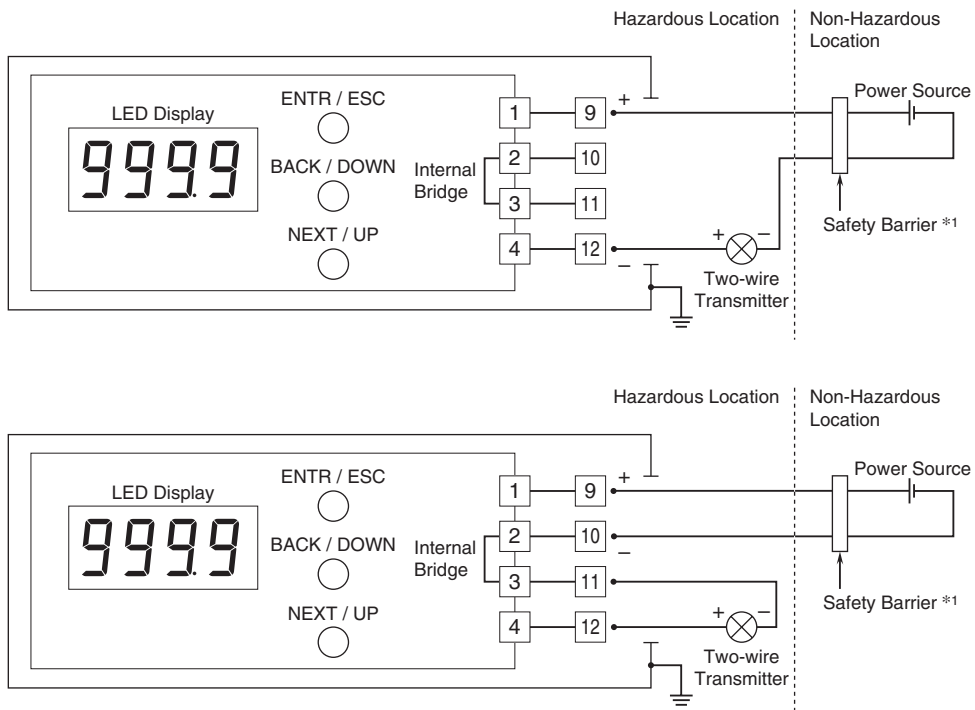 Hazardous Location
Non-Hazardous
Location
LED Display
999.9
ENTR / ESC
BACK / DOWN
NEXT / UP
Internal
Bridge
1
2
3
4
9
10
11
12
+
–
+ –
Two-wire
Transmitter
Power Source
Safety Barrier *1
Hazardous Location
Non-Hazardous
Location
LED Display
999.9
ENTR / ESC
BACK / DOWN
NEXT / UP
Internal
Bridge
1
2
3
4
9
10
11
12
+
–
+ –
Two-wire
Transmitter
Power Source
Safety Barrier *1